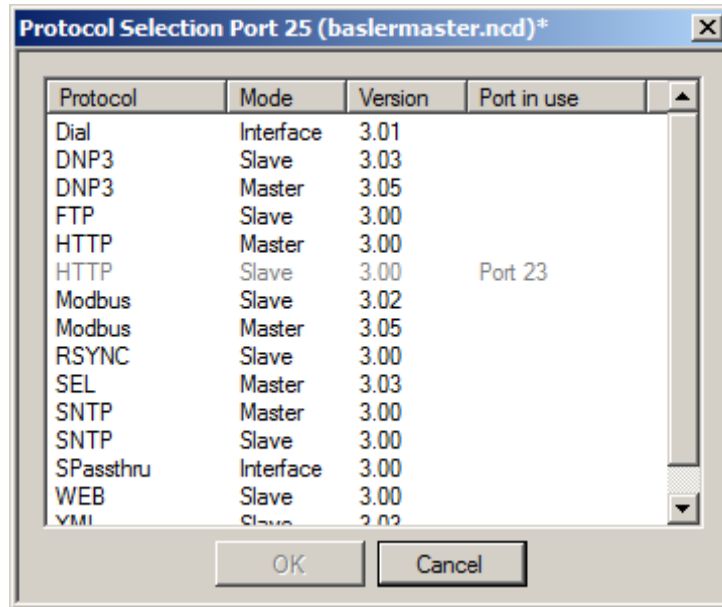 Protocol Selection Port 25 (baslermaster.ncd)*
Protocol Mode Version Port in use
Dial Interface 3.01
DNP3 Slave 3.03
DNP3 Master 3.05
FTP Slave 3.00
HTTP Master 3.00
HTTP Slave 3.00 Port 23
Modbus Slave 3.02
Modbus Master 3.05
RSYNC Slave 3.00
SEL Master 3.03
SNTP Master 3.00
SNTP Slave 3.00
SPassthru Interface 3.00
WEB Slave 3.00
XML Slave
OK Cancel